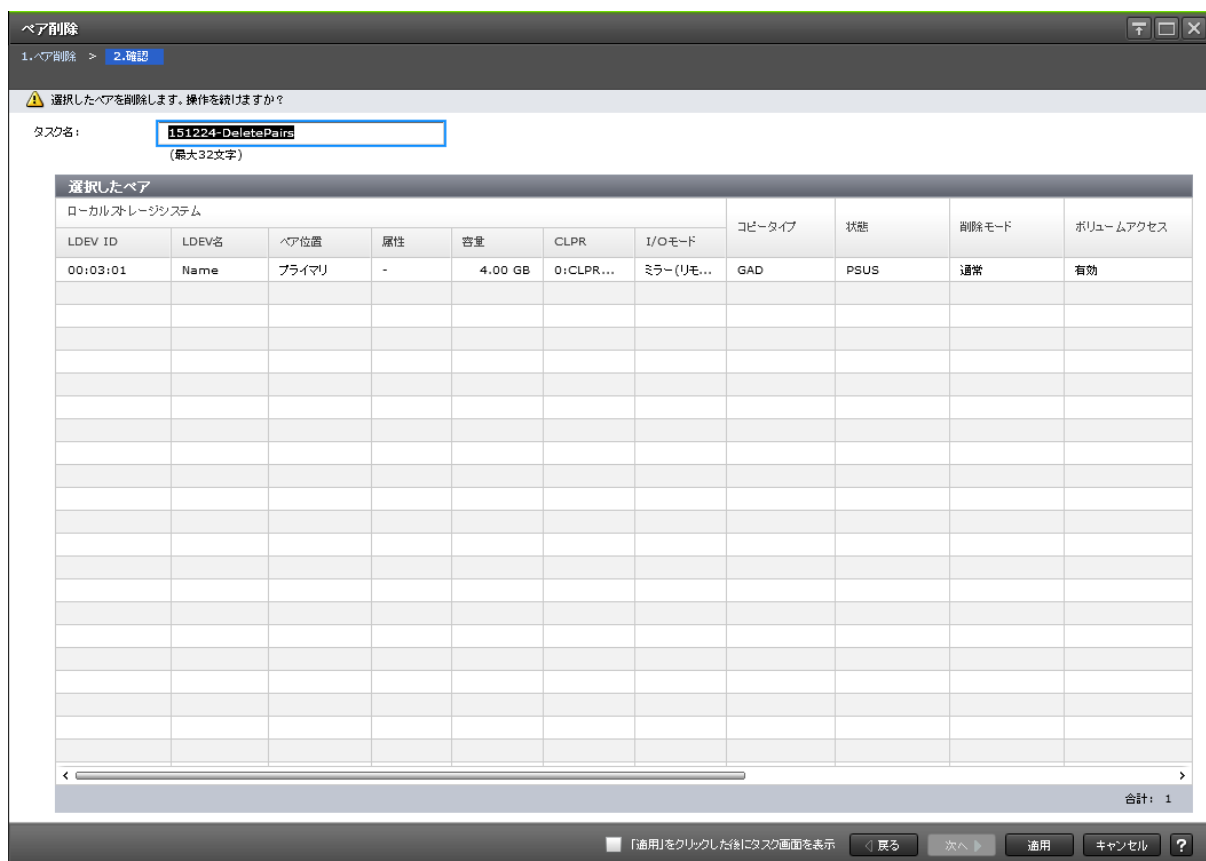 ペア削除
1.ペア削除 > 2.確認
選択したペアを削除します。操作を続けますか?
タスク名: 151224-DeletePairs
(最大32文字)
選択したペア
ローカルストレージシステム コピータイプ 状態 削除モード ボリュームアクセス
LDEV ID LDEV名 ペア位置 属性 容量 CLPR I/Oモード
00:03:01 Name プライマリ - 4.00 GB 0:CLPR... ミラー(リモ... GAD PSUS 通常 有効
合計: 1
「適用」をクリックした後にタスク画面を表示 戻る 次へ 適用 キャンセル ?